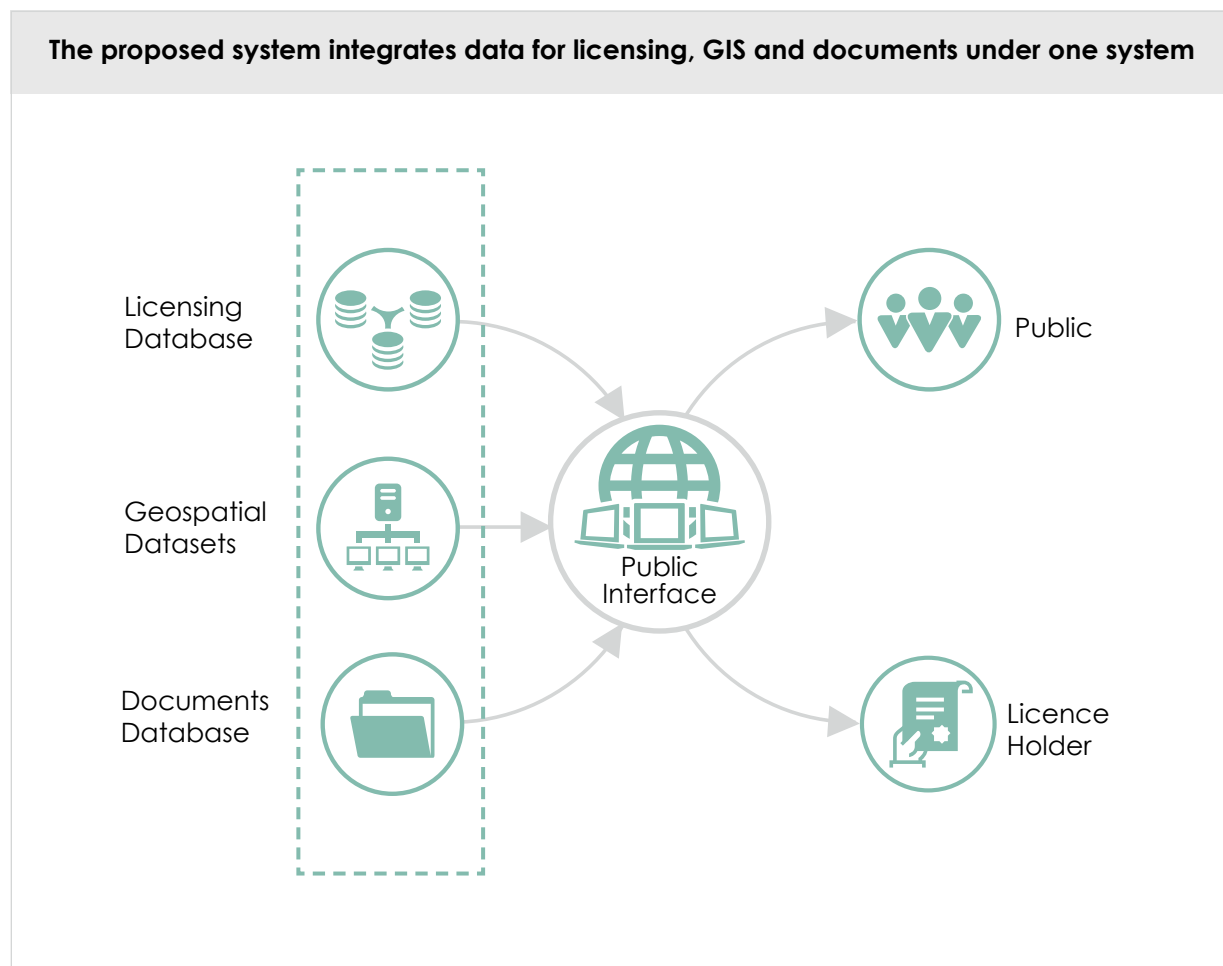 The proposed system integrates data for licensing, GIS and documents under one system
Licensing
Database
Public
Geospatial
Datasets
Public
Interface
Documents
Database
Licence
Holder